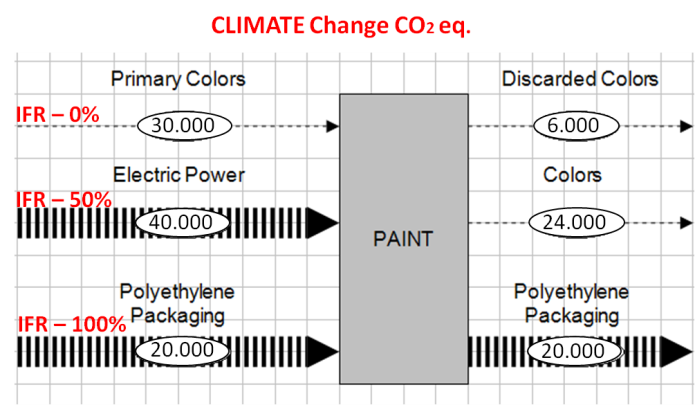 CLIMATE Change CO2 eq.
Primary Colors
Discarded Colors
IFR – 0%
30.000
6.000
Electric Power
Colors
IFR – 50%
40.000
24.000
PAINT
Polyethylene
Packaging
Polyethylene
Packaging
IFR – 100%
20.000
20.000